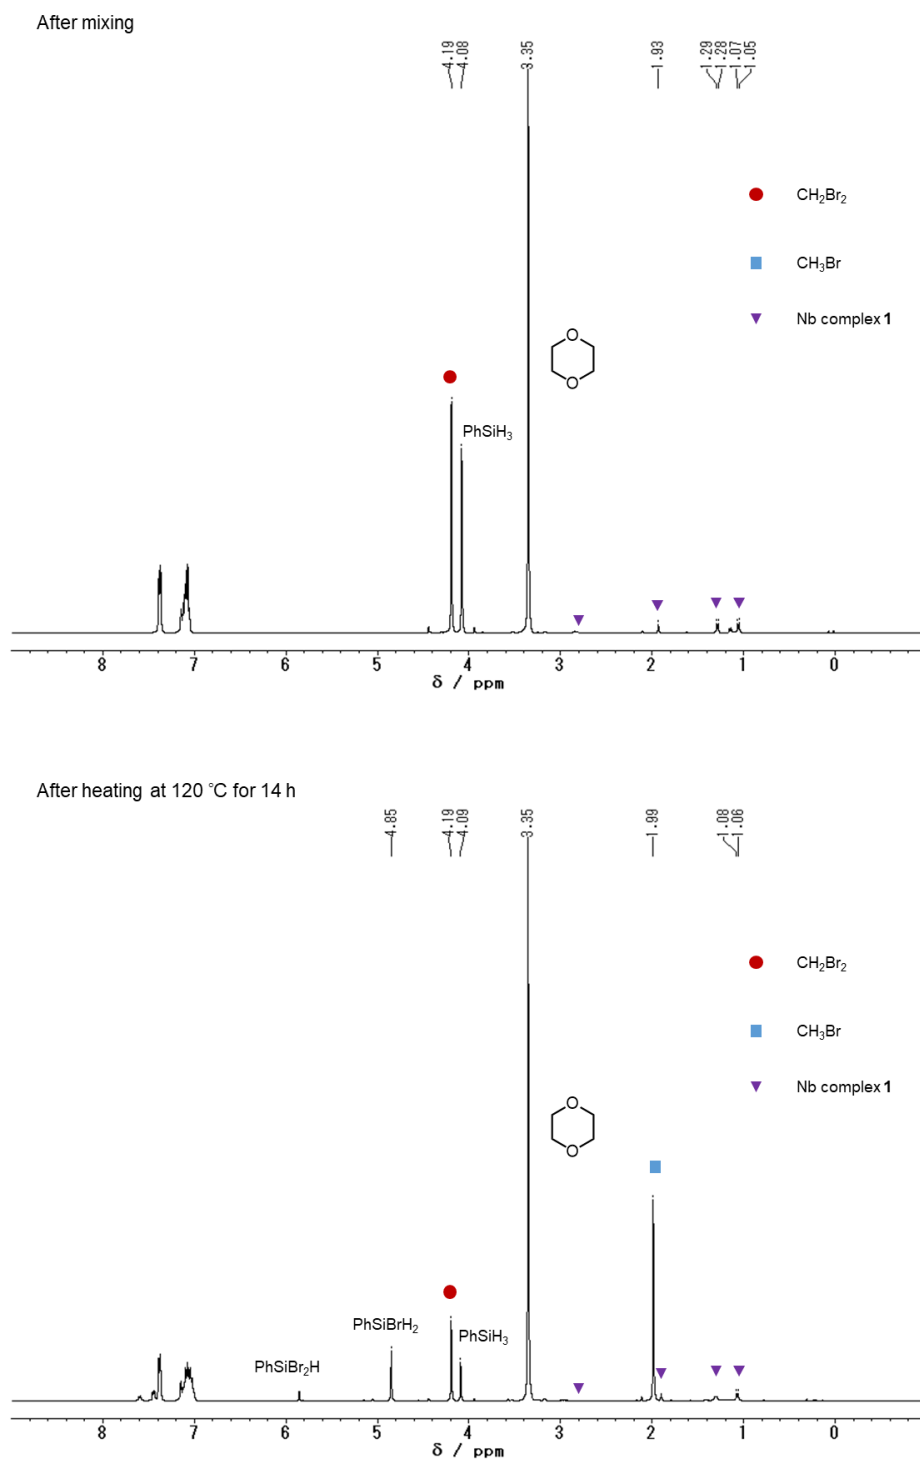 After mixing
4.19
4.08
3.35
1.93
1.29
1.28
1.07
1.05
CH₂Br₂
CH₃Br
Nb complex 1
O
O
PhSiH₃
8 7 6 5 4 3 2 1 0
δ / ppm
After heating at 120 °C for 14 h
4.85
4.19
4.09
3.35
1.99
1.08
1.06
CH₂Br₂
CH₃Br
Nb complex 1
O
O
PhSiBrH₂
PhSiH₃
PhSiBr₂H
8 7 6 5 4 3 2 1 0
δ / ppm